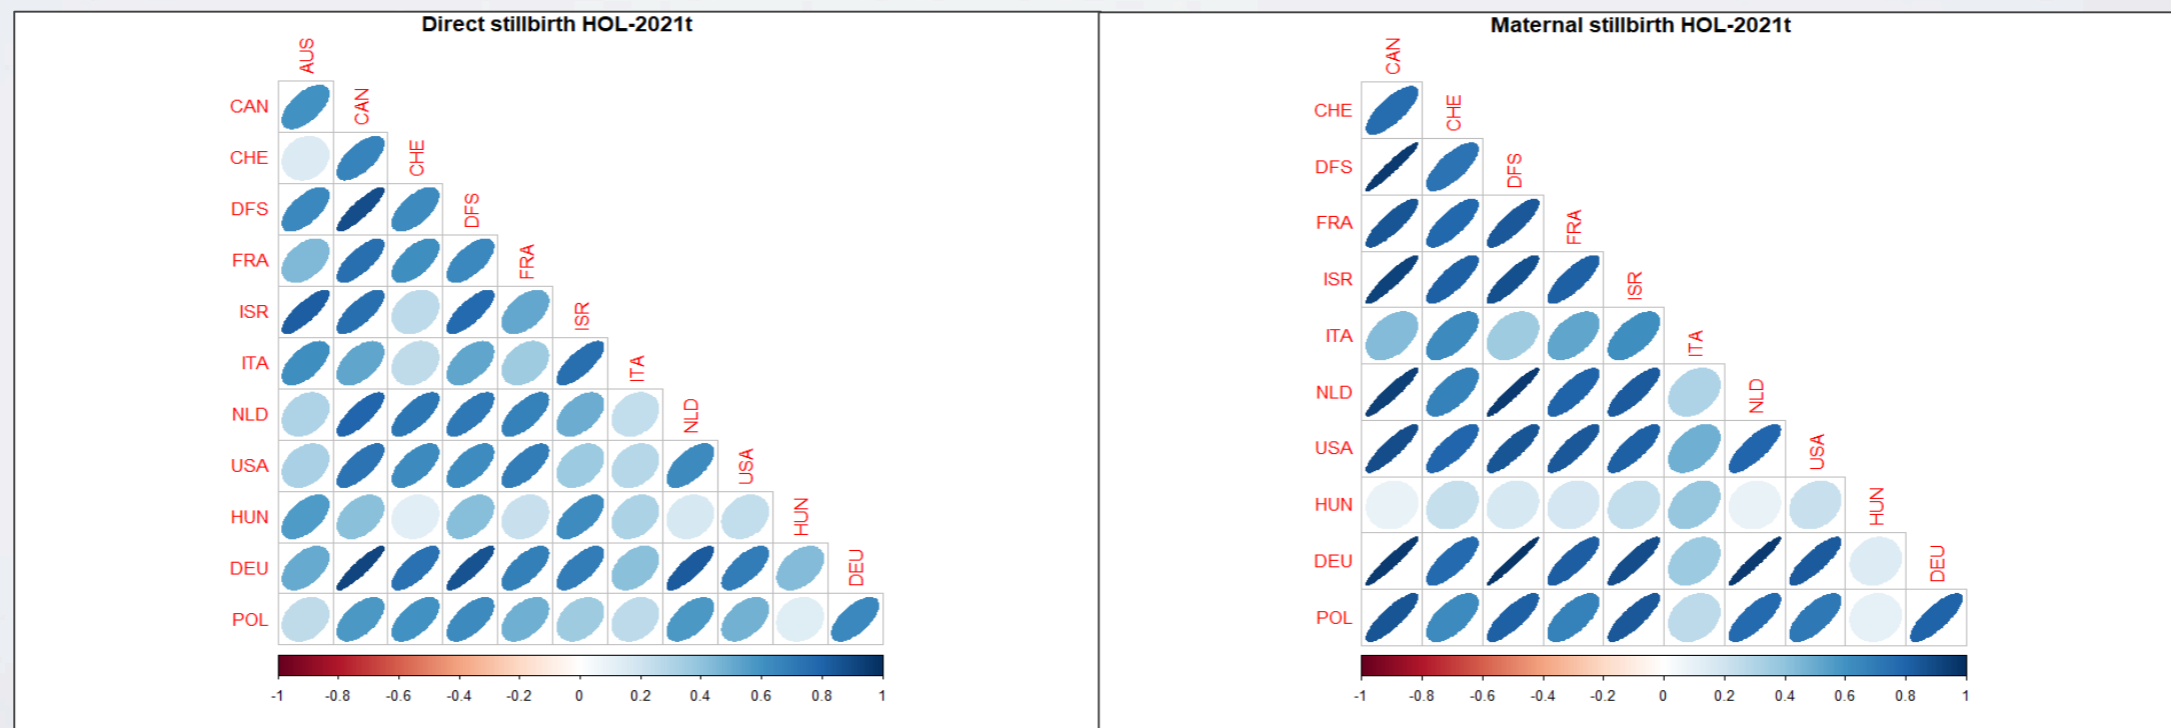 Direct stillbirth HOL-2021t
AUS
CAN
CAN
CHE
CHE
DFS
DFS
FRA
FRA
ISR
ISR
ITA
ITA
NLD
NLD
USA
USA
HUN
HUN
DEU
DEU
POL
-1 -0.8 -0.6 -0.4 -0.2 0 0.2 0.4 0.6 0.8 1
Maternal stillbirth HOL-2021t
CAN
CHE
CHE
DFS
DFS
FRA
FRA
ISR
ISR
ITA
ITA
NLD
NLD
USA
USA
HUN
HUN
DEU
DEU
POL
-1 -0.8 -0.6 -0.4 -0.2 0 0.2 0.4 0.6 0.8 1